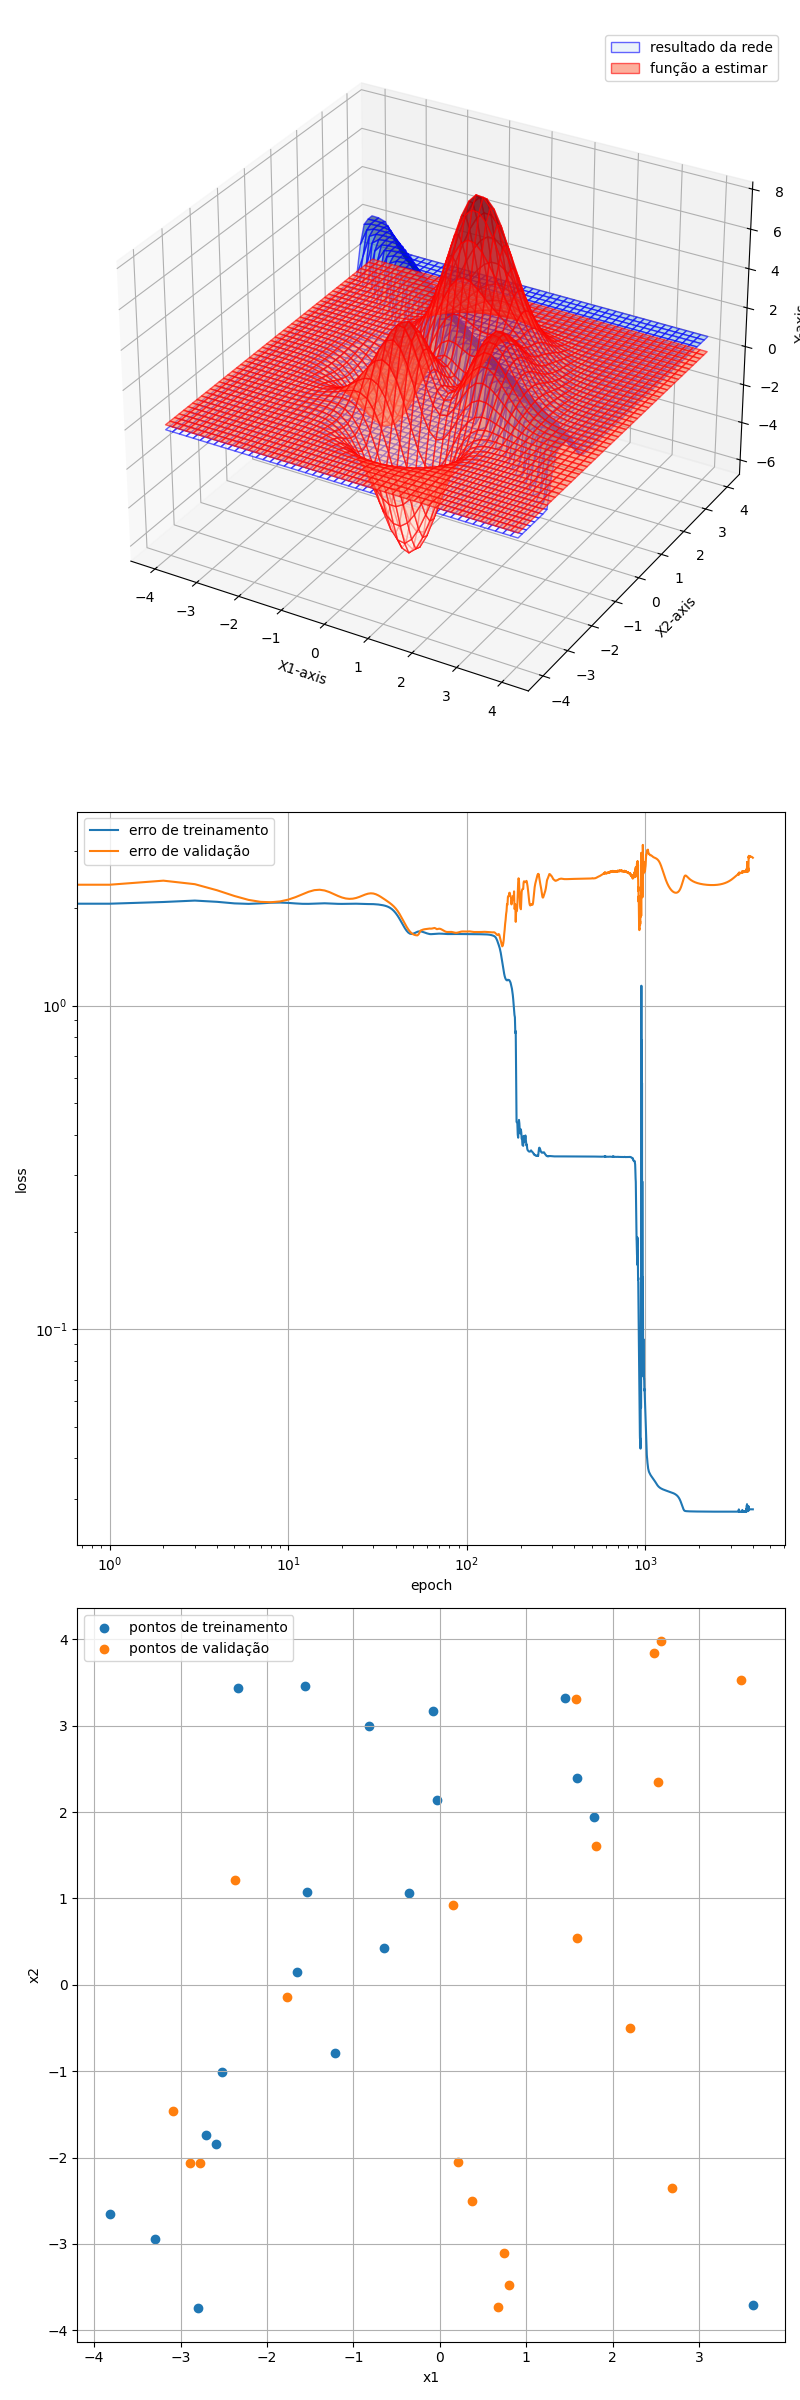 resultado da rede
função a estimar
8
6
4
2
0
−2
−4
−6
−4
−3
−2
−1
0
1
2
3
4
X1-axis
−4
−3
−2
−1
0
1
2
3
4
X2-axis
erro de treinamento
erro de validação
10⁰
10⁻¹
loss
10⁰ 10¹ 10² 10³
epoch
pontos de treinamento
pontos de validação
4
3
2
1
0
−1
−2
−3
−4
x2
−4 −3 −2 −1 0 1 2 3
x1